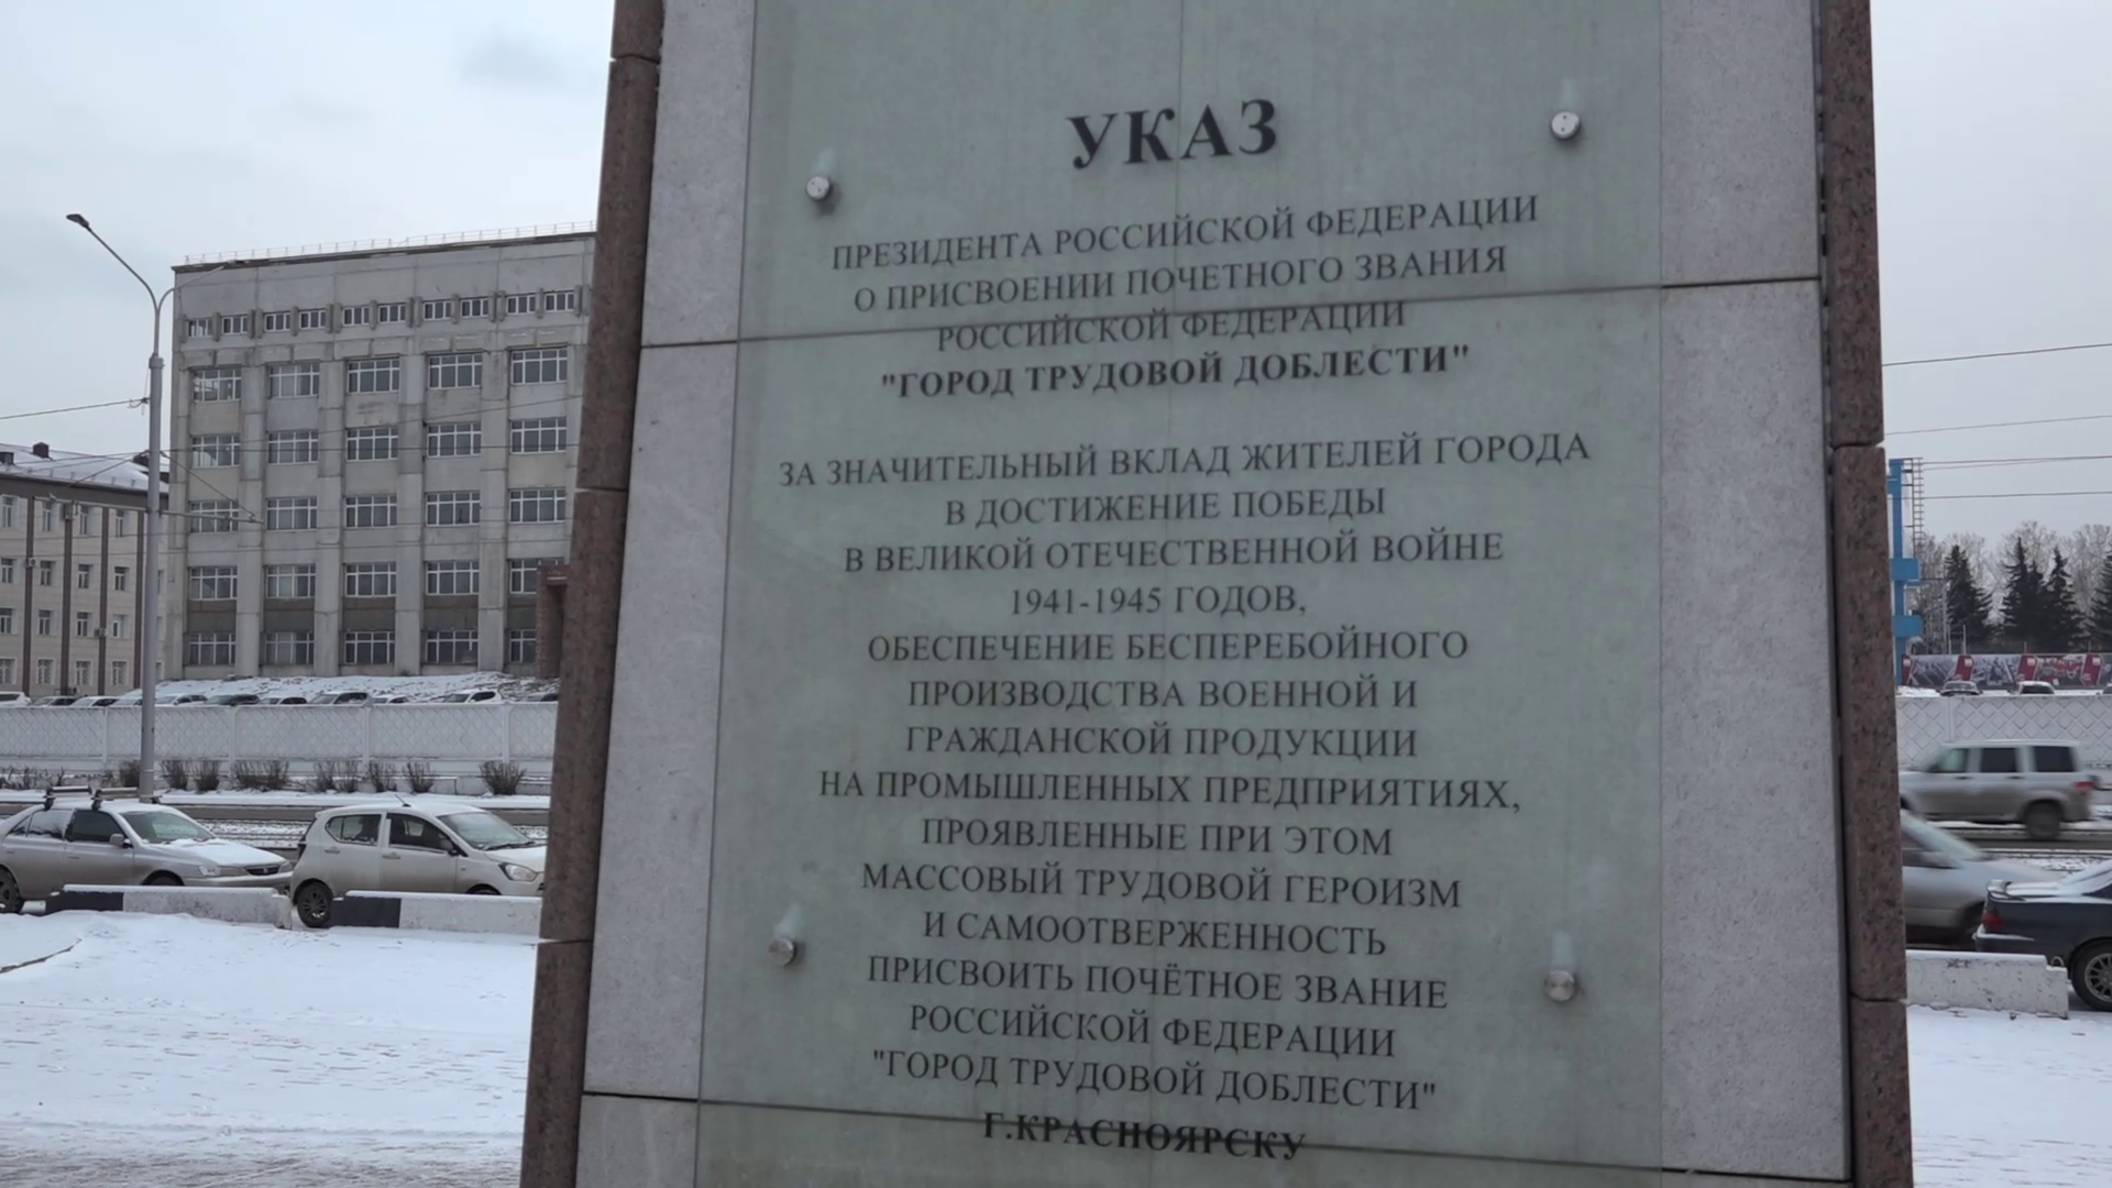 УКАЗ
ПРЕЗИДЕНТА РОССИЙСКОЙ ФЕДЕРАЦИИ
О ПРИСВОЕНИИ ПОЧЕТНОГО ЗВАНИЯ
РОССИЙСКОЙ ФЕДЕРАЦИИ
"ГОРОД ТРУДОВОЙ ДОБЛЕСТИ"
ЗА ЗНАЧИТЕЛЬНЫЙ ВКЛАД ЖИТЕЛЕЙ ГОРОДА
В ДОСТИЖЕНИЕ ПОБЕДЫ
В ВЕЛИКОЙ ОТЕЧЕСТВЕННОЙ ВОЙНЕ
1941-1945 ГОДОВ,
ОБЕСПЕЧЕНИЕ БЕСПЕРЕБОЙНОГО
ПРОИЗВОДСТВА ВОЕННОЙ И
ГРАЖДАНСКОЙ ПРОДУКЦИИ
НА ПРОМЫШЛЕННЫХ ПРЕДПРИЯТИЯХ,
ПРОЯВЛЕННЫЕ ПРИ ЭТОМ
МАССОВЫЙ ТРУДОВОЙ ГЕРОИЗМ
И САМООТВЕРЖЕННОСТЬ
ПРИСВОИТЬ ПОЧЁТНОЕ ЗВАНИЕ
РОССИЙСКОЙ ФЕДЕРАЦИИ
"ГОРОД ТРУДОВОЙ ДОБЛЕСТИ"
Г.КРАСНОЯРСКУ